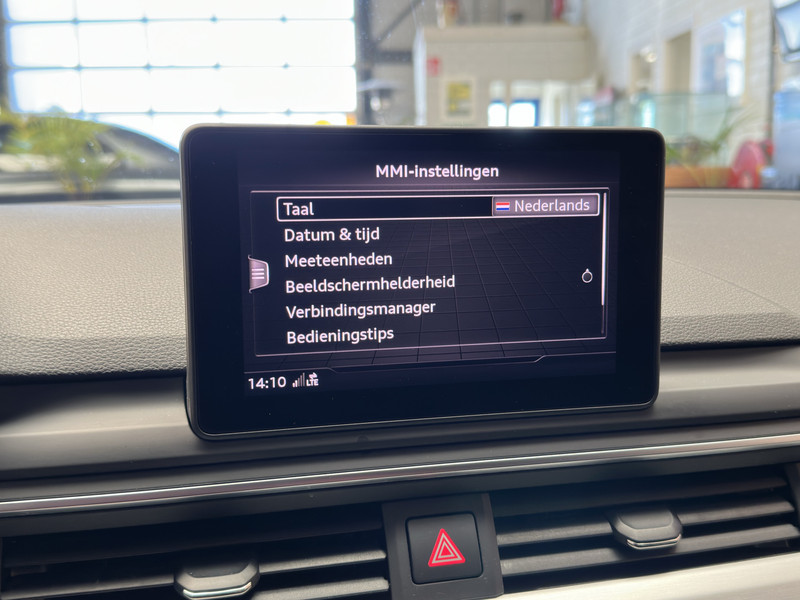 MMI-instellingen
Taal Nederlands
Datum & tijd
Meeteenheden
Beeldschermhelderheid
Verbindingsmanager
Bedieningstips
14:10 LTE